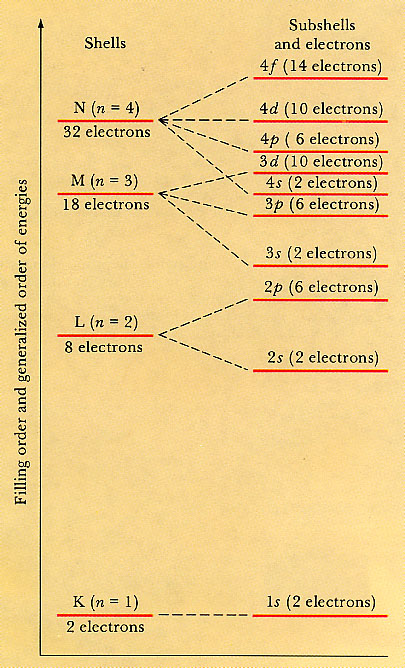 Shells
Subshells
and electrons
4f (14 electrons)
N (n = 4)
32 electrons
4d (10 electrons)
4p ( 6 electrons)
3d (10 electrons)
M (n = 3)
18 electrons
4s (2 electrons)
3p (6 electrons)
3s (2 electrons)
2p (6 electrons)
L (n = 2)
8 electrons
2s (2 electrons)
K (n = 1)
2 electrons
1s (2 electrons)
Filling order and generalized order of energies